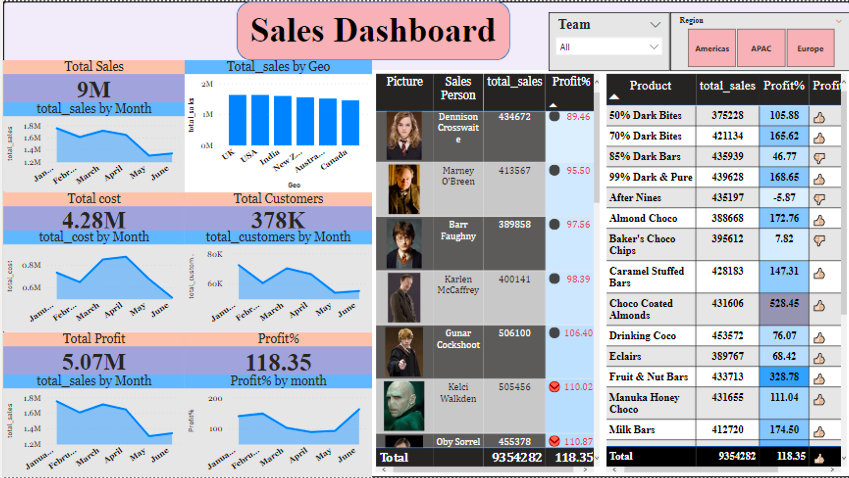 Sales Dashboard
Team
All
Region
Americas APAC Europe
Total Sales
9M
total_sales by Month
total_sales
1.8M
1.6M
1.4M
1.2M
Janu... Febru... March April May June
Total_sales by Geo
total_sales
2M
1M
0M
UK USA India New Z... Austra... Canada
Geo
Total cost
4.28M
total_cost by Month
total_cost
0.8M
0.6M
Janu... Febru... March April May June
Total Customers
378K
total_customers by Month
total_custom...
80K
60K
Janu... Febru... March April May June
Total Profit
5.07M
total_sales by Month
total_sales
1.8M
1.6M
1.4M
1.2M
Janua... Febru... March April May June
Profit%
118.35
Profit% by month
Profit%
200
100
Janua... Febru... March April May June
Picture Sales Person total_sales Profit%
Dennison Crosswait e 434672 89.46
Marney O'Breen 413567 95.50
Barr Faughny 389858 97.56
Karlen McCaffrey 400141 98.39
Gunar Cockshoot 506100 106.40
Kelci Walkden 505456 110.02
Oby Sorrel 455378 110.87
Total 9354282 118.35
Product total_sales Profit% Profit
50% Dark Bites 375228 105.88
70% Dark Bites 421134 165.62
85% Dark Bars 435939 46.77
99% Dark & Pure 439628 168.65
After Nines 435197 -5.87
Almond Choco 388668 172.76
Baker's Choco Chips 395612 7.82
Caramel Stuffed Bars 428183 147.31
Choco Coated Almonds 431606 528.45
Drinking Coco 453572 76.07
Eclairs 389767 68.42
Fruit & Nut Bars 433713 328.78
Manuka Honey Choco 431655 111.04
Milk Bars 412720 174.50
Total 9354282 118.35